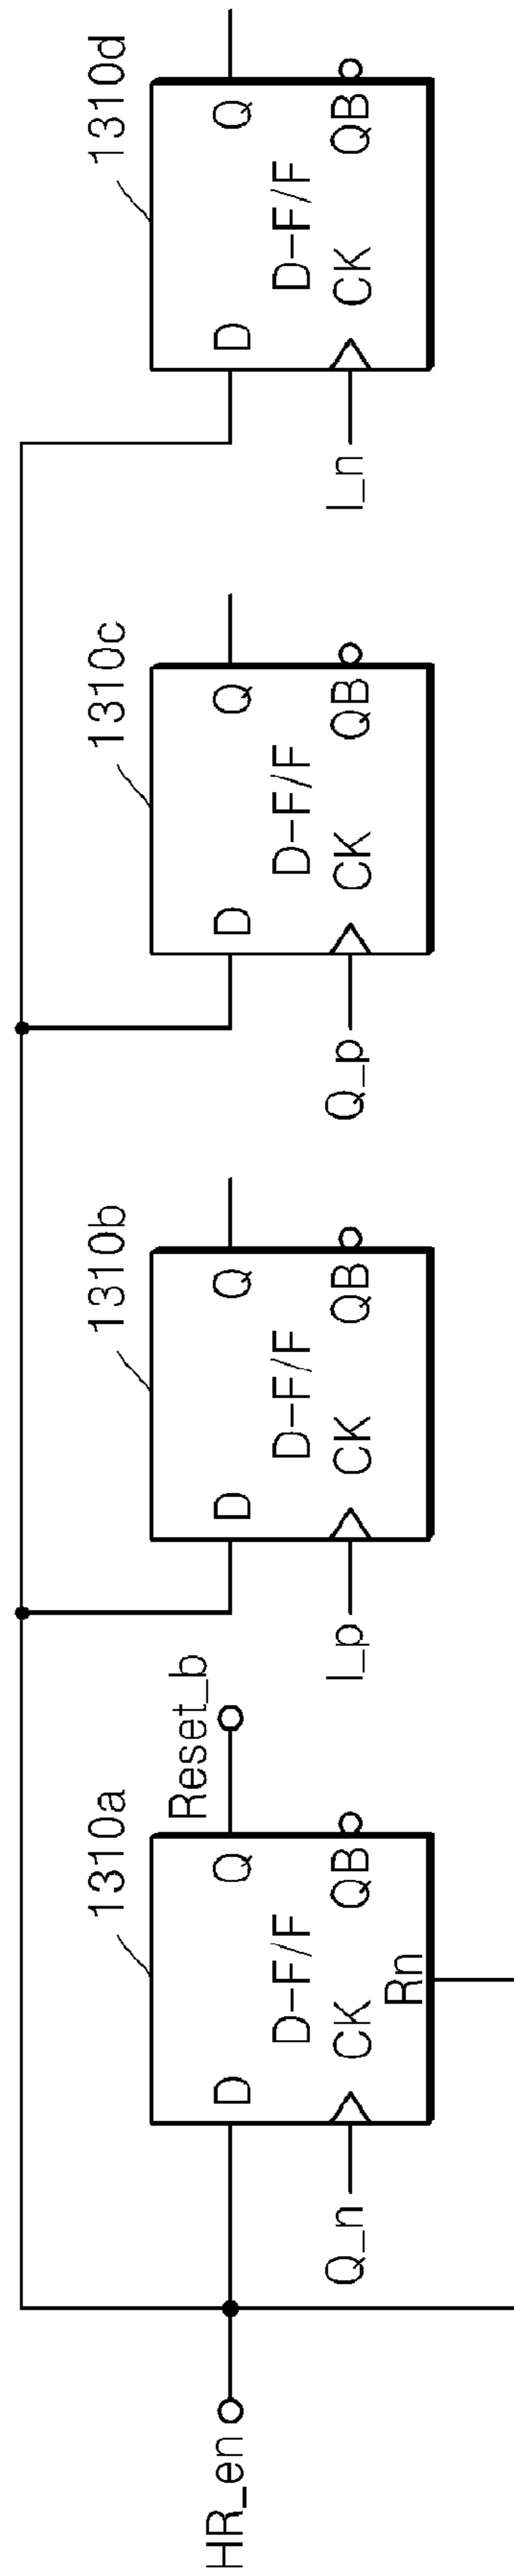 1310a
1310b
1310c
1310d
HR_en
D
Q
Reset_b
D-F/F
Q_n
CK
QB
Rn
D
Q
D-F/F
I_p
CK
QB
D
Q
D-F/F
Q_p
CK
QB
D
Q
D-F/F
I_n
CK
QB